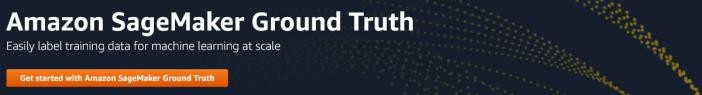 Amazon SageMaker Ground Truth
Easily label training data for machine learning at scale
Get started with Amazon SageMaker Ground Truth